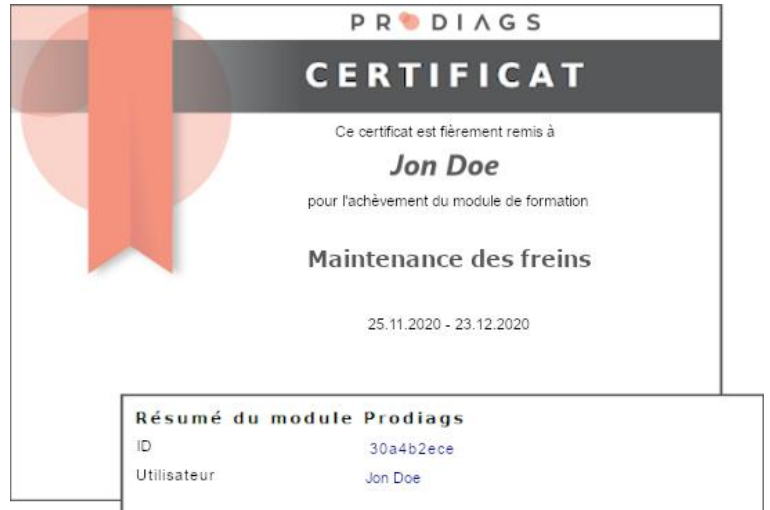 PRODIAGS
CERTIFICAT
Ce certificat est fièrement remis à
Jon Doe
pour l'achèvement du module de formation
Maintenance des freins
25.11.2020 - 23.12.2020
Résumé du module Prodiags
ID 30a4b2ece
Utilisateur Jon Doe